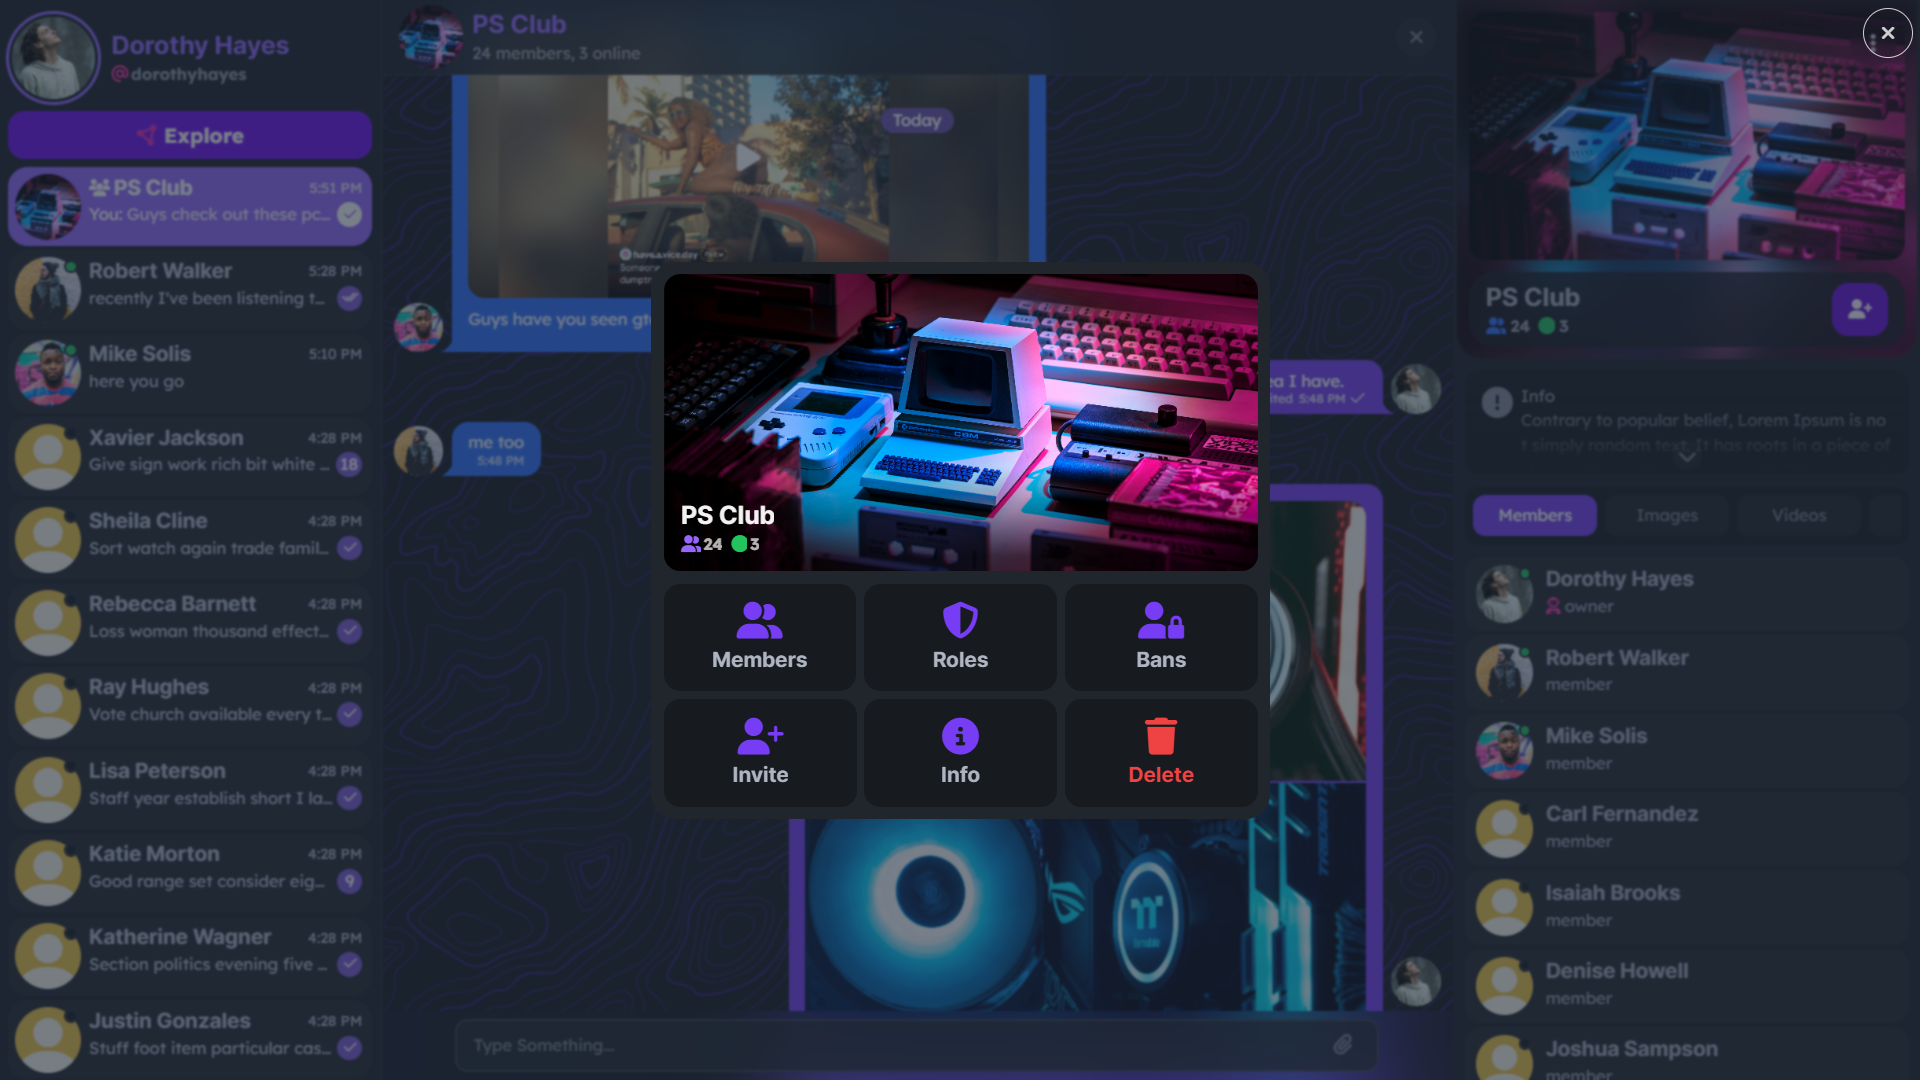 Dorothy Hayes
@dorothyhayes
Explore
PS Club
5:51 PM
You: Guys check out these pc...
Robert Walker
5:28 PM
recently I've been listening t...
Mike Solis
5:10 PM
here you go
Xavier Jackson
4:28 PM
Give sign work rich bit white ...
18
Sheila Cline
4:28 PM
Sort watch again trade famil...
Rebecca Barnett
4:28 PM
Loss woman thousand effect...
Ray Hughes
4:28 PM
Vote church available every t...
Lisa Peterson
4:28 PM
Staff year establish short I la...
Katie Morton
4:28 PM
Good range set consider eig...
9
Katherine Wagner
4:28 PM
Section politics evening five ...
Justin Gonzales
4:28 PM
Stuff foot item particular cas...
PS Club
24 members, 3 online
Today
Guys have you seen
me too
5:48 PM
I have.
5:48 PM
Type Something...
PS Club
24 3
Members
Roles
Bans
Invite
Info
Delete
CBM
PS Club
24 3
Info
Contrary to popular belief, Lorem Ipsum is no
t simply random text. It has roots in a piece of
Members
Images
Videos
Dorothy Hayes
owner
Robert Walker
member
Mike Solis
member
Carl Fernandez
member
Isaiah Brooks
member
Denise Howell
member
Joshua Sampson
member